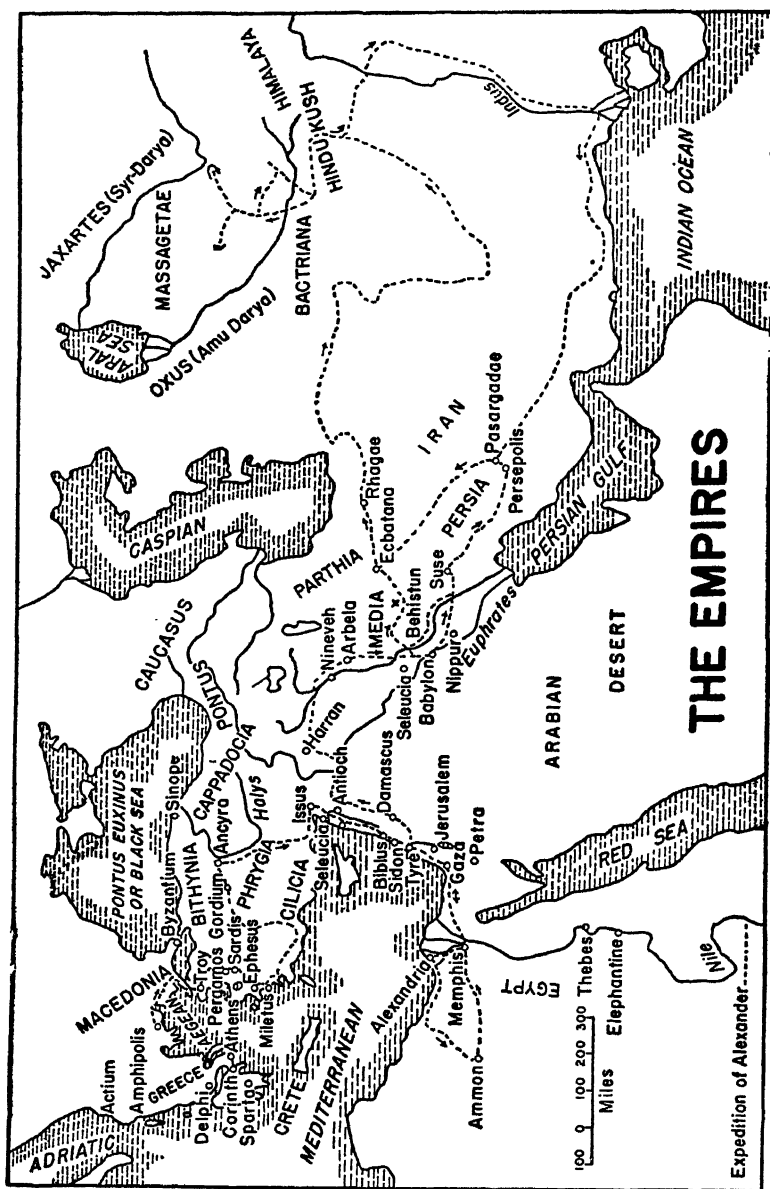 ADRIATIC
Actium
Amphipolis
MACEDONIA
GREECE
Delphi
Corinth
Sparta
Athens
AEGEAN
CRETE
MEDITERRANEAN
Byzantium
Troy
Pergamos
Sardis
Ephesus
Miletus
BITHYNIA
Gordium
PHRYGIA
CILICIA
PONTUS EUXINUS
OR BLACK SEA
Sinope
CAPPADOCIA
Ancyra
Halys
PONTUS
CAUCASUS
CASPIAN
ARAL
SEA
OXUS (Amu Darya)
JAXARTES (Syr-Darya)
MASSAGETAE
BACTRIANA
HINDUKUSH
HIMALAYA
Indus
INDIAN OCEAN
Issus
Seleucia
Antioch
Harran
Nineveh
Arbela
MEDIA
PARTHIA
Rhagae
Ecbatana
Behistun
Seleucia
Babylon
Nippur
Suse
Euphrates
IRAN
PERSIA
Pasargadae
Persepolis
PERSIAN GULF
Damascus
Biblus
Sidon
Tyre
Jerusalem
Gaza
Petra
ARABIAN
DESERT
RED SEA
Alexandria
Memphis
Ammon
EGYPT
Thebes
Elephantine
Nile
100 0 100 200 300
Miles
Expedition of Alexander
THE EMPIRES